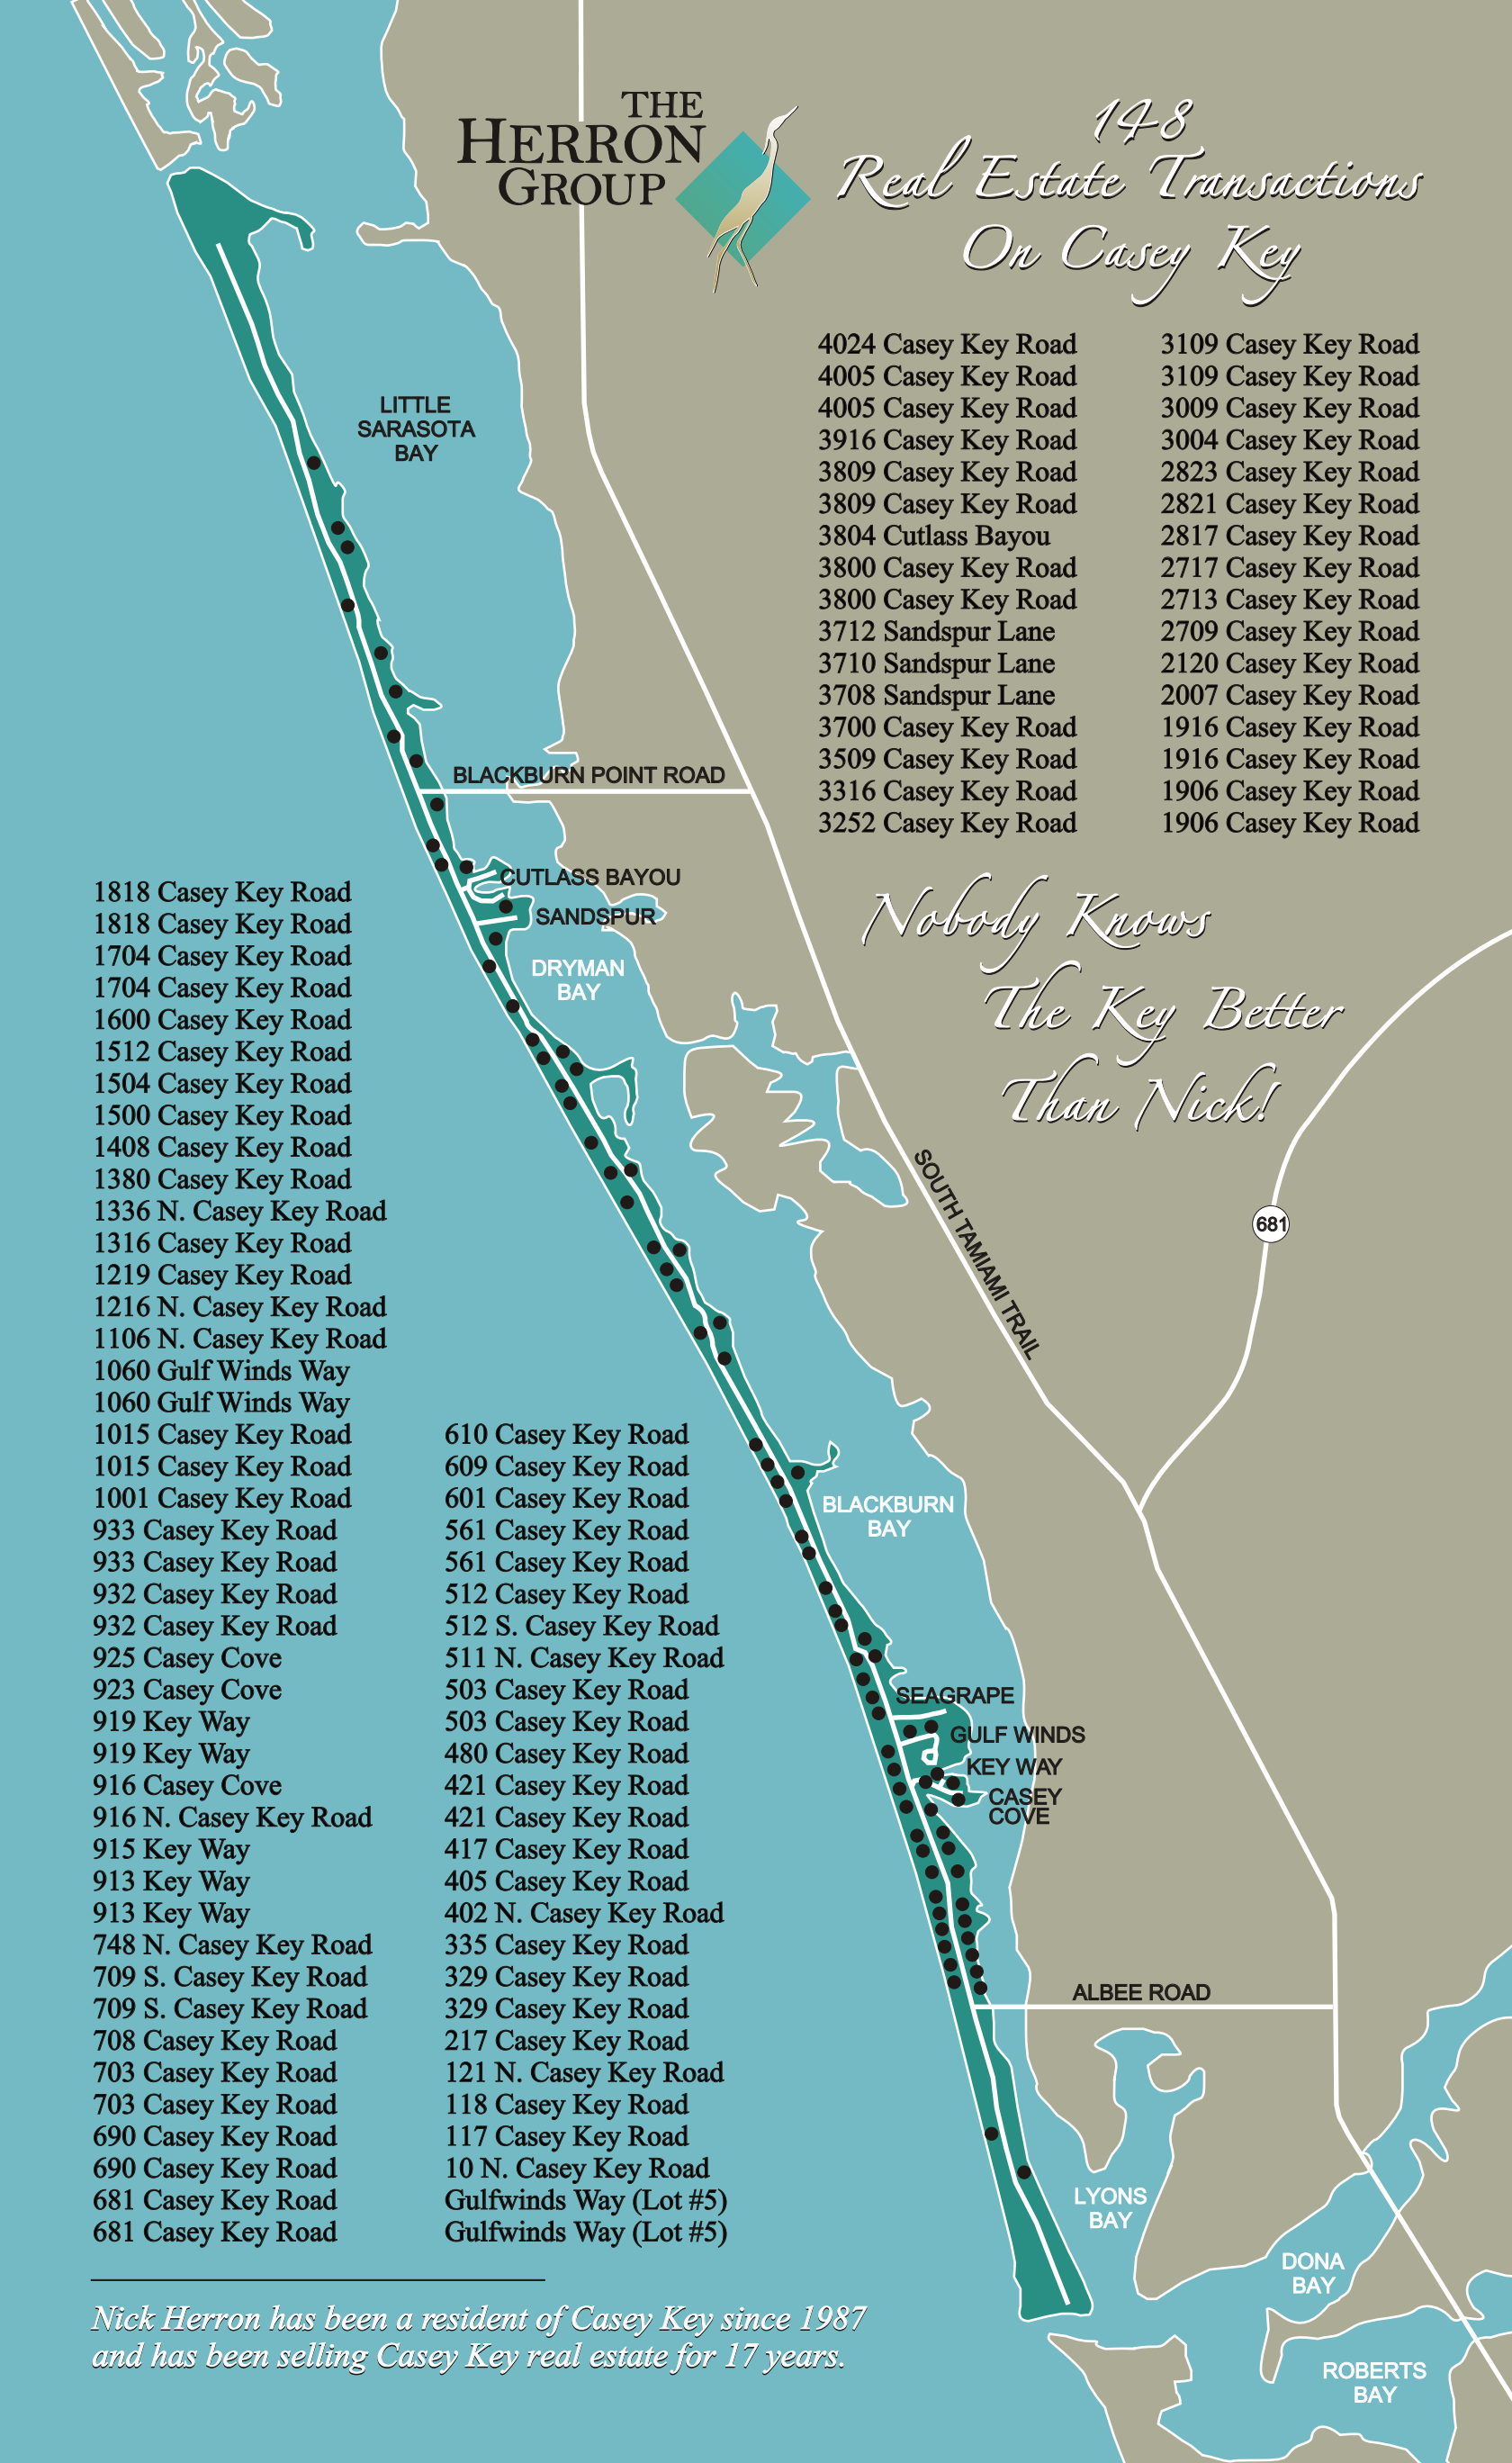 THE
HERRON
GROUP
148
Real Estate Transactions
On Casey Key
4024 Casey Key Road
4005 Casey Key Road
4005 Casey Key Road
3916 Casey Key Road
3809 Casey Key Road
3809 Casey Key Road
3804 Cutlass Bayou
3800 Casey Key Road
3800 Casey Key Road
3712 Sandspur Lane
3710 Sandspur Lane
3708 Sandspur Lane
3700 Casey Key Road
3509 Casey Key Road
3316 Casey Key Road
3252 Casey Key Road
3109 Casey Key Road
3109 Casey Key Road
3009 Casey Key Road
3004 Casey Key Road
2823 Casey Key Road
2821 Casey Key Road
2817 Casey Key Road
2717 Casey Key Road
2713 Casey Key Road
2709 Casey Key Road
2120 Casey Key Road
2007 Casey Key Road
1916 Casey Key Road
1916 Casey Key Road
1906 Casey Key Road
1906 Casey Key Road
Nobody Knows
The Key Better
Than Nick!
1818 Casey Key Road
1818 Casey Key Road
1704 Casey Key Road
1704 Casey Key Road
1600 Casey Key Road
1512 Casey Key Road
1504 Casey Key Road
1500 Casey Key Road
1408 Casey Key Road
1380 Casey Key Road
1336 N. Casey Key Road
1316 Casey Key Road
1219 Casey Key Road
1216 N. Casey Key Road
1106 N. Casey Key Road
1060 Gulf Winds Way
1060 Gulf Winds Way
1015 Casey Key Road
1015 Casey Key Road
1001 Casey Key Road
933 Casey Key Road
933 Casey Key Road
932 Casey Key Road
932 Casey Key Road
925 Casey Cove
923 Casey Cove
919 Key Way
919 Key Way
916 Casey Cove
916 N. Casey Key Road
915 Key Way
913 Key Way
913 Key Way
748 N. Casey Key Road
709 S. Casey Key Road
709 S. Casey Key Road
708 Casey Key Road
703 Casey Key Road
703 Casey Key Road
690 Casey Key Road
690 Casey Key Road
681 Casey Key Road
681 Casey Key Road
610 Casey Key Road
609 Casey Key Road
601 Casey Key Road
561 Casey Key Road
561 Casey Key Road
512 Casey Key Road
512 S. Casey Key Road
511 N. Casey Key Road
503 Casey Key Road
503 Casey Key Road
480 Casey Key Road
421 Casey Key Road
421 Casey Key Road
417 Casey Key Road
405 Casey Key Road
402 N. Casey Key Road
335 Casey Key Road
329 Casey Key Road
329 Casey Key Road
217 Casey Key Road
121 N. Casey Key Road
118 Casey Key Road
117 Casey Key Road
10 N. Casey Key Road
Gulfwinds Way (Lot #5)
Gulfwinds Way (Lot #5)
LITTLE
SARASOTA
BAY
BLACKBURN POINT ROAD
CUTLASS BAYOU
SANDSPUR
DRYMAN
BAY
SOUTH TAMIAMI TRAIL
681
BLACKBURN
BAY
SEAGRAPE
GULF WINDS
KEY WAY
CASEY
COVE
ALBEE ROAD
LYONS
BAY
DONA
BAY
ROBERTS
BAY
Nick Herron has been a resident of Casey Key since 1987
and has been selling Casey Key real estate for 17 years.